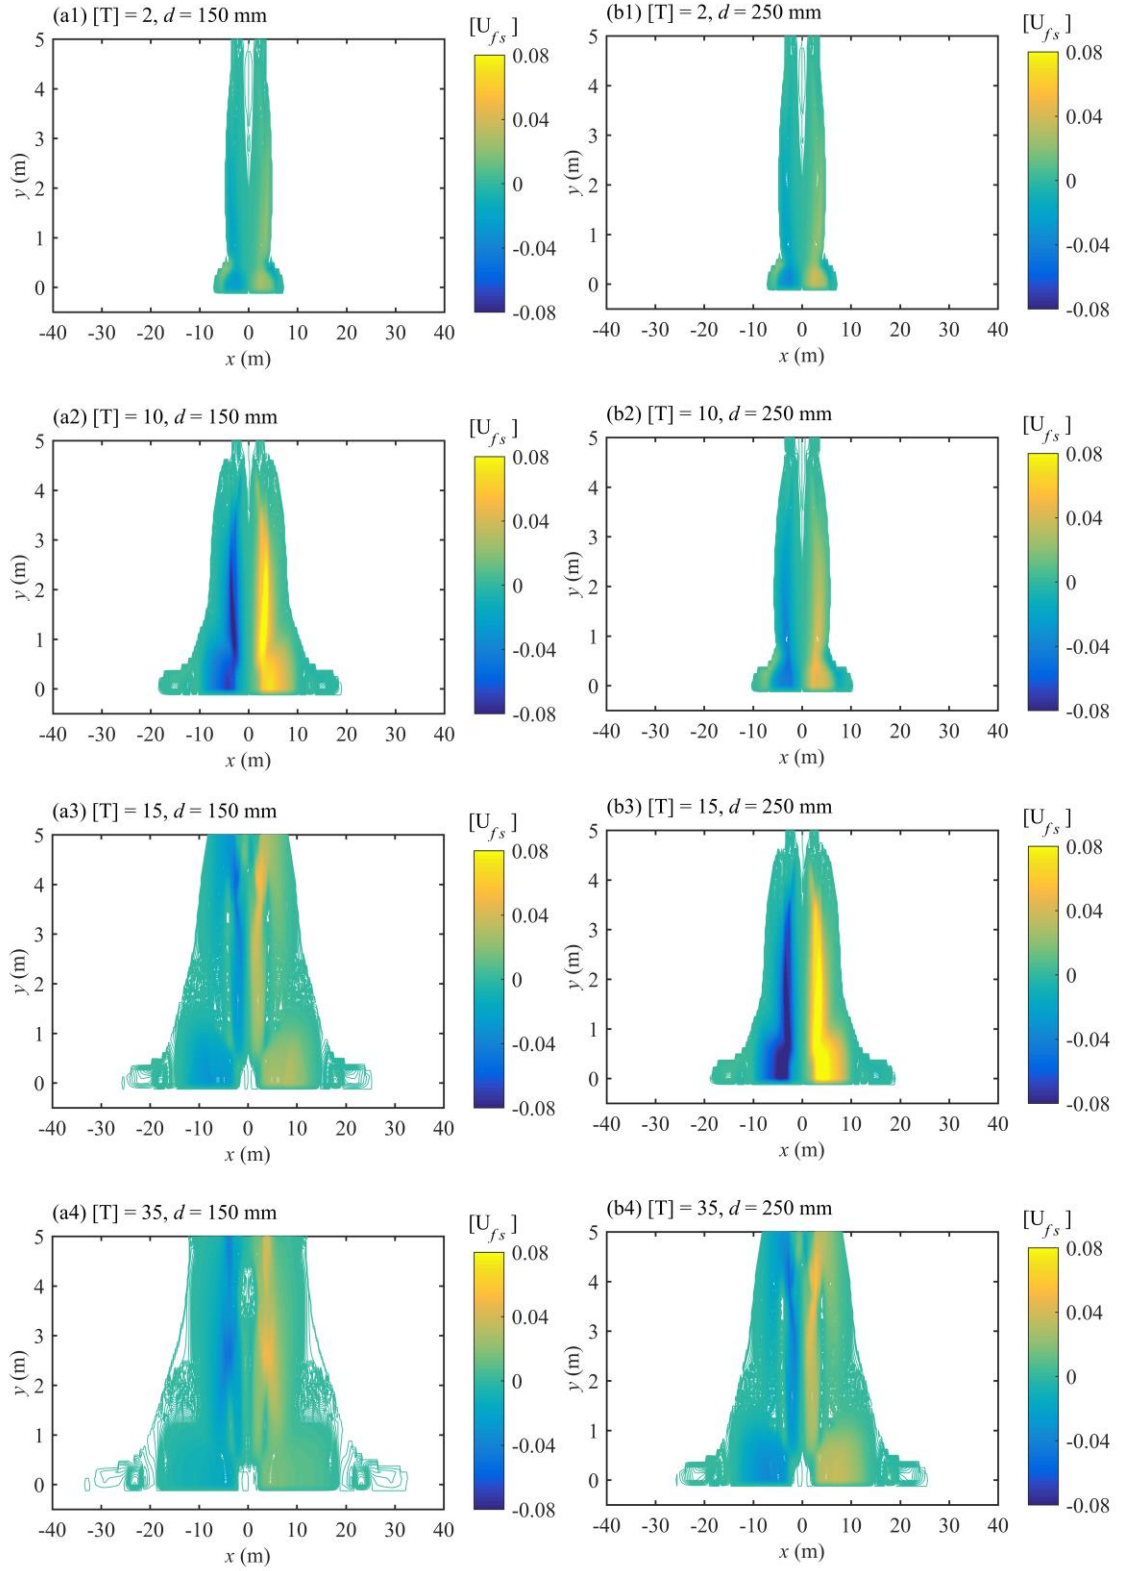 (a1) [T] = 2, d = 150 mm
[U_fs]
5
4
3
2
1
0
y (m)
0.08
0.04
0
-0.04
-0.08
-40 -30 -20 -10 0 10 20 30 40
x (m)
(b1) [T] = 2, d = 250 mm
[U_fs]
5
4
3
2
1
0
y (m)
0.08
0.04
0
-0.04
-0.08
-40 -30 -20 -10 0 10 20 30 40
x (m)
(a2) [T] = 10, d = 150 mm
[U_fs]
5
4
3
2
1
0
y (m)
0.08
0.04
0
-0.04
-0.08
-40 -30 -20 -10 0 10 20 30 40
x (m)
(b2) [T] = 10, d = 250 mm
[U_fs]
5
4
3
2
1
0
y (m)
0.08
0.04
0
-0.04
-0.08
-40 -30 -20 -10 0 10 20 30 40
x (m)
(a3) [T] = 15, d = 150 mm
[U_fs]
5
4
3
2
1
0
y (m)
0.08
0.04
0
-0.04
-0.08
-40 -30 -20 -10 0 10 20 30 40
x (m)
(b3) [T] = 15, d = 250 mm
[U_fs]
5
4
3
2
1
0
y (m)
0.08
0.04
0
-0.04
-0.08
-40 -30 -20 -10 0 10 20 30 40
x (m)
(a4) [T] = 35, d = 150 mm
[U_fs]
5
4
3
2
1
0
y (m)
0.08
0.04
0
-0.04
-0.08
-40 -30 -20 -10 0 10 20 30 40
x (m)
(b4) [T] = 35, d = 250 mm
[U_fs]
5
4
3
2
1
0
y (m)
0.08
0.04
0
-0.04
-0.08
-40 -30 -20 -10 0 10 20 30 40
x (m)